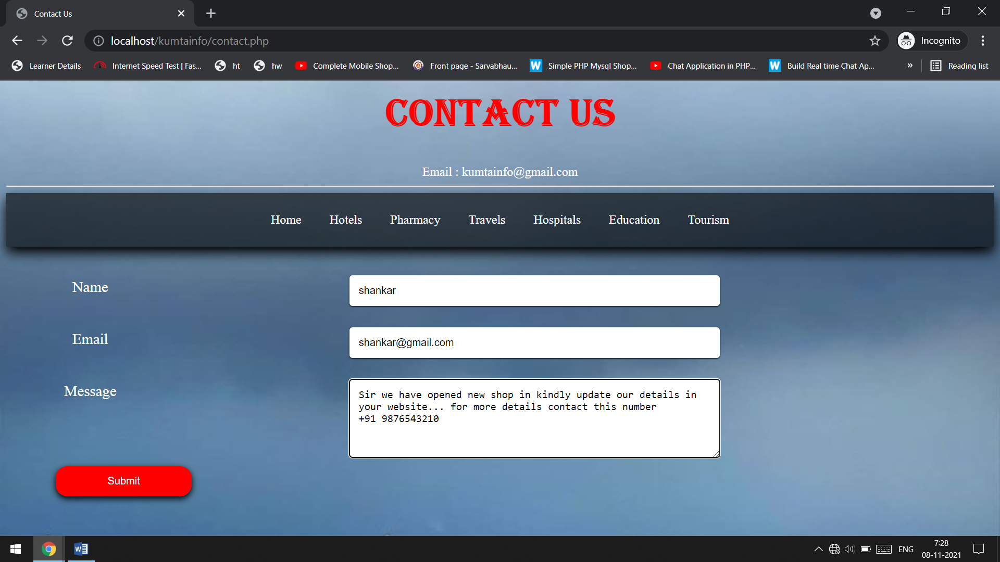 Contact Us
localhost/kumtainfo/contact.php
Incognito
Learner Details
Internet Speed Test | Fas...
ht
hw
Complete Mobile Shop...
Front page - Sarvabhau...
Simple PHP Mysql Shop...
Chat Application in PHP...
Build Real time Chat Ap...
»
Reading list
CONTACT US
Email : kumtainfo@gmail.com
Home Hotels Pharmacy Travels Hospitals Education Tourism
Name
shankar
Email
shankar@gmail.com
Message
Sir we have opened new shop in kindly update our details in
your website... for more details contact this number
+91 9876543210
Submit
ENG
7:28
08-11-2021